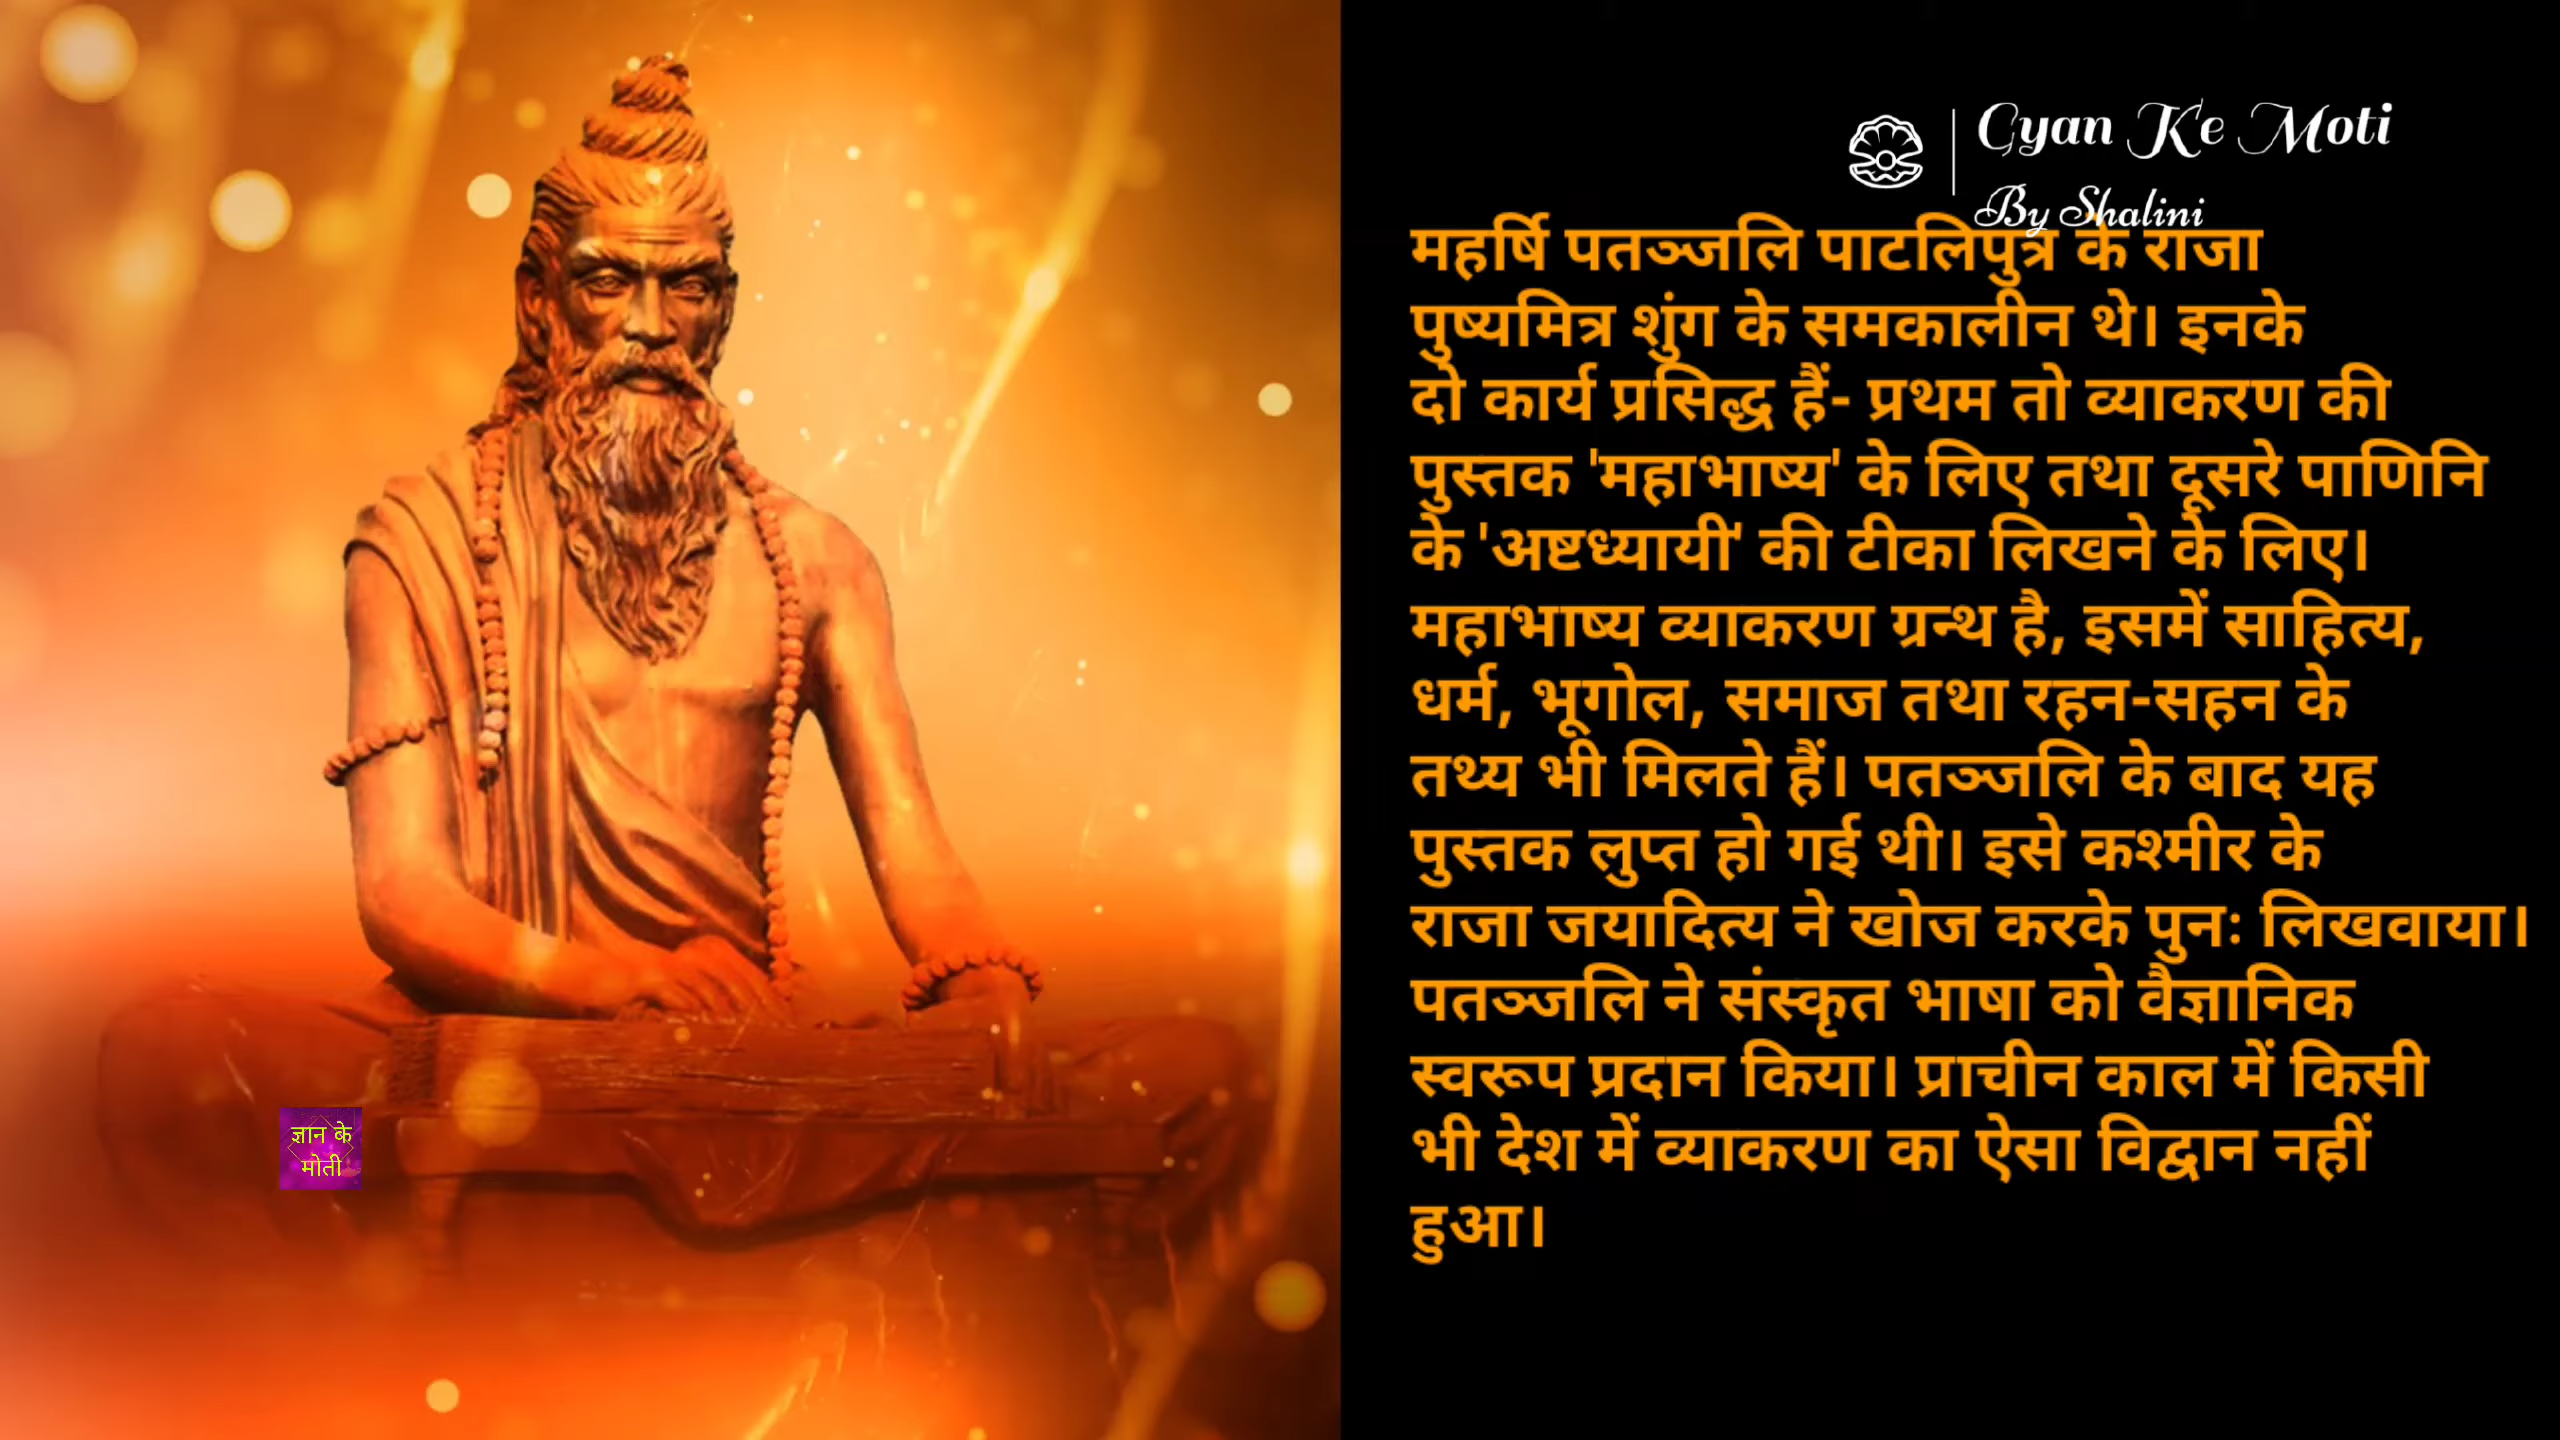 Gyan Ke Moti
By Shalini
महर्षि पतञ्जलि पाटलिपुत्र के राजा
पुष्यमित्र शुंग के समकालीन थे। इनके
दो कार्य प्रसिद्ध हैं- प्रथम तो व्याकरण की
पुस्तक 'महाभाष्य' के लिए तथा दूसरे पाणिनि
के 'अष्टध्यायी' की टीका लिखने के लिए।
महाभाष्य व्याकरण ग्रन्थ है, इसमें साहित्य,
धर्म, भूगोल, समाज तथा रहन-सहन के
तथ्य भी मिलते हैं। पतञ्जलि के बाद यह
पुस्तक लुप्त हो गई थी। इसे कश्मीर के
राजा जयादित्य ने खोज करके पुनः लिखवाया।
पतञ्जलि ने संस्कृत भाषा को वैज्ञानिक
स्वरूप प्रदान किया। प्राचीन काल में किसी
भी देश में व्याकरण का ऐसा विद्वान नहीं
हुआ।
ज्ञान के
मोती